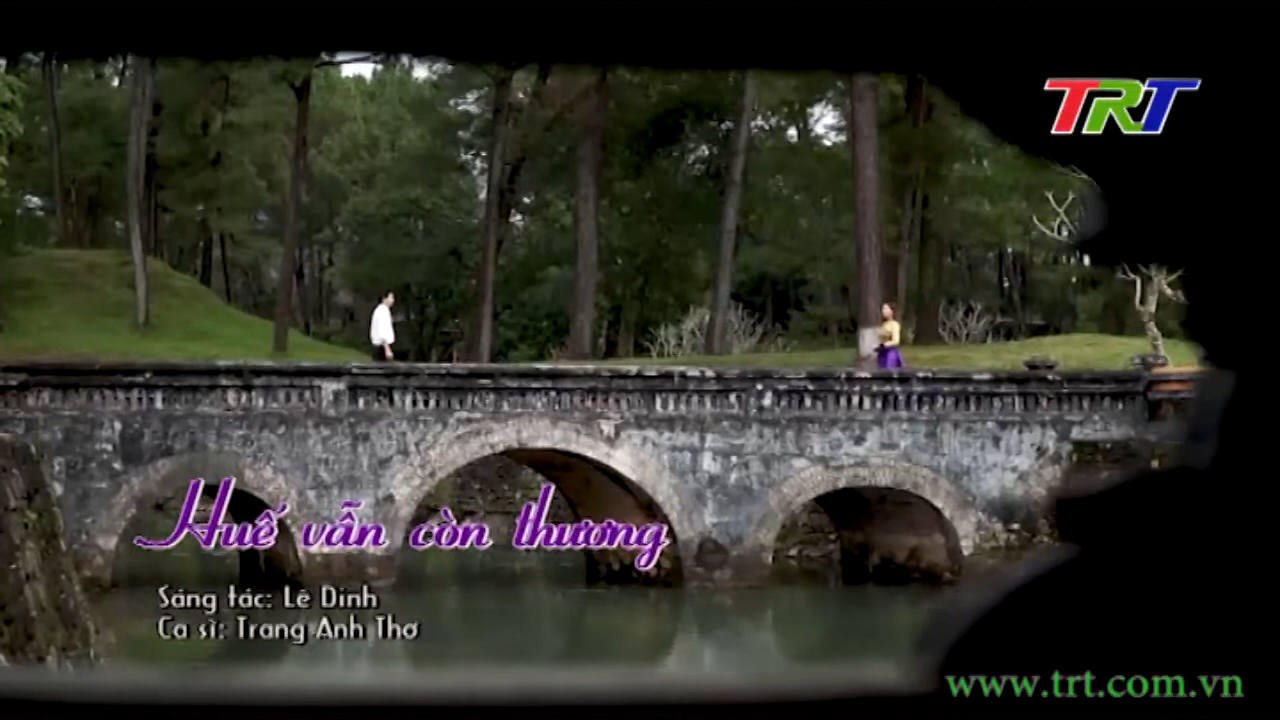 TRT
Huế vẫn còn thương
Sáng tác: Lê Dinh
Ca sĩ: Trang Anh Thơ
www.trt.com.vn